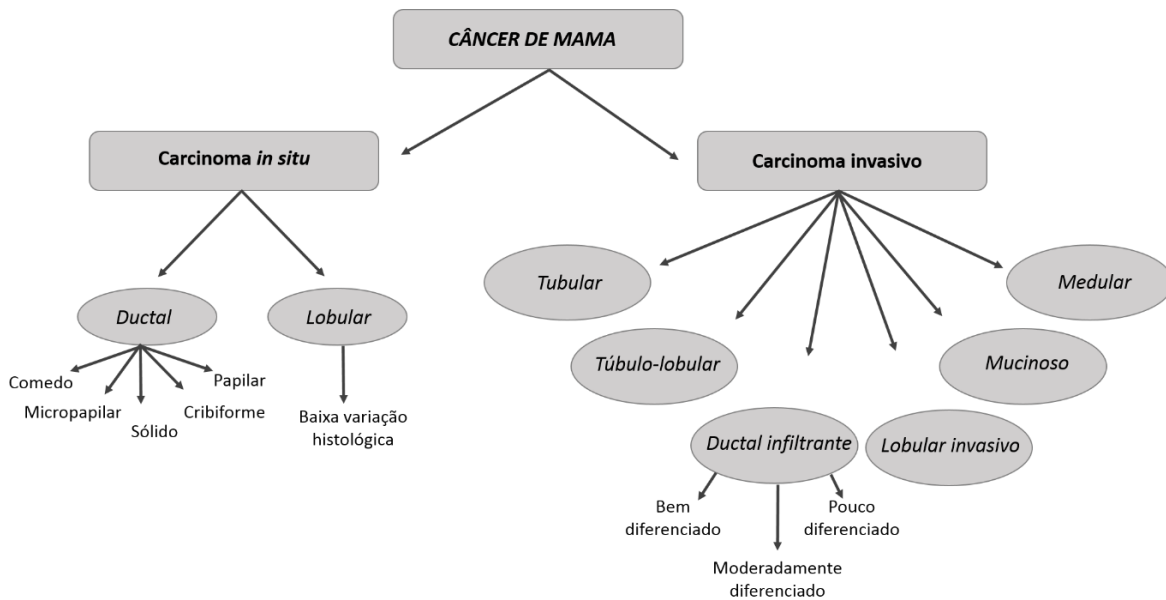 CÂNCER DE MAMA
Carcinoma in situ
Carcinoma invasivo
Ductal
Lobular
Comedo
Micropapilar
Sólido
Cribiforme
Papilar
Baixa variação
histológica
Tubular
Túbulo-lobular
Ductal infiltrante
Lobular invasivo
Mucinoso
Medular
Bem
diferenciado
Moderadamente
diferenciado
Pouco
diferenciado